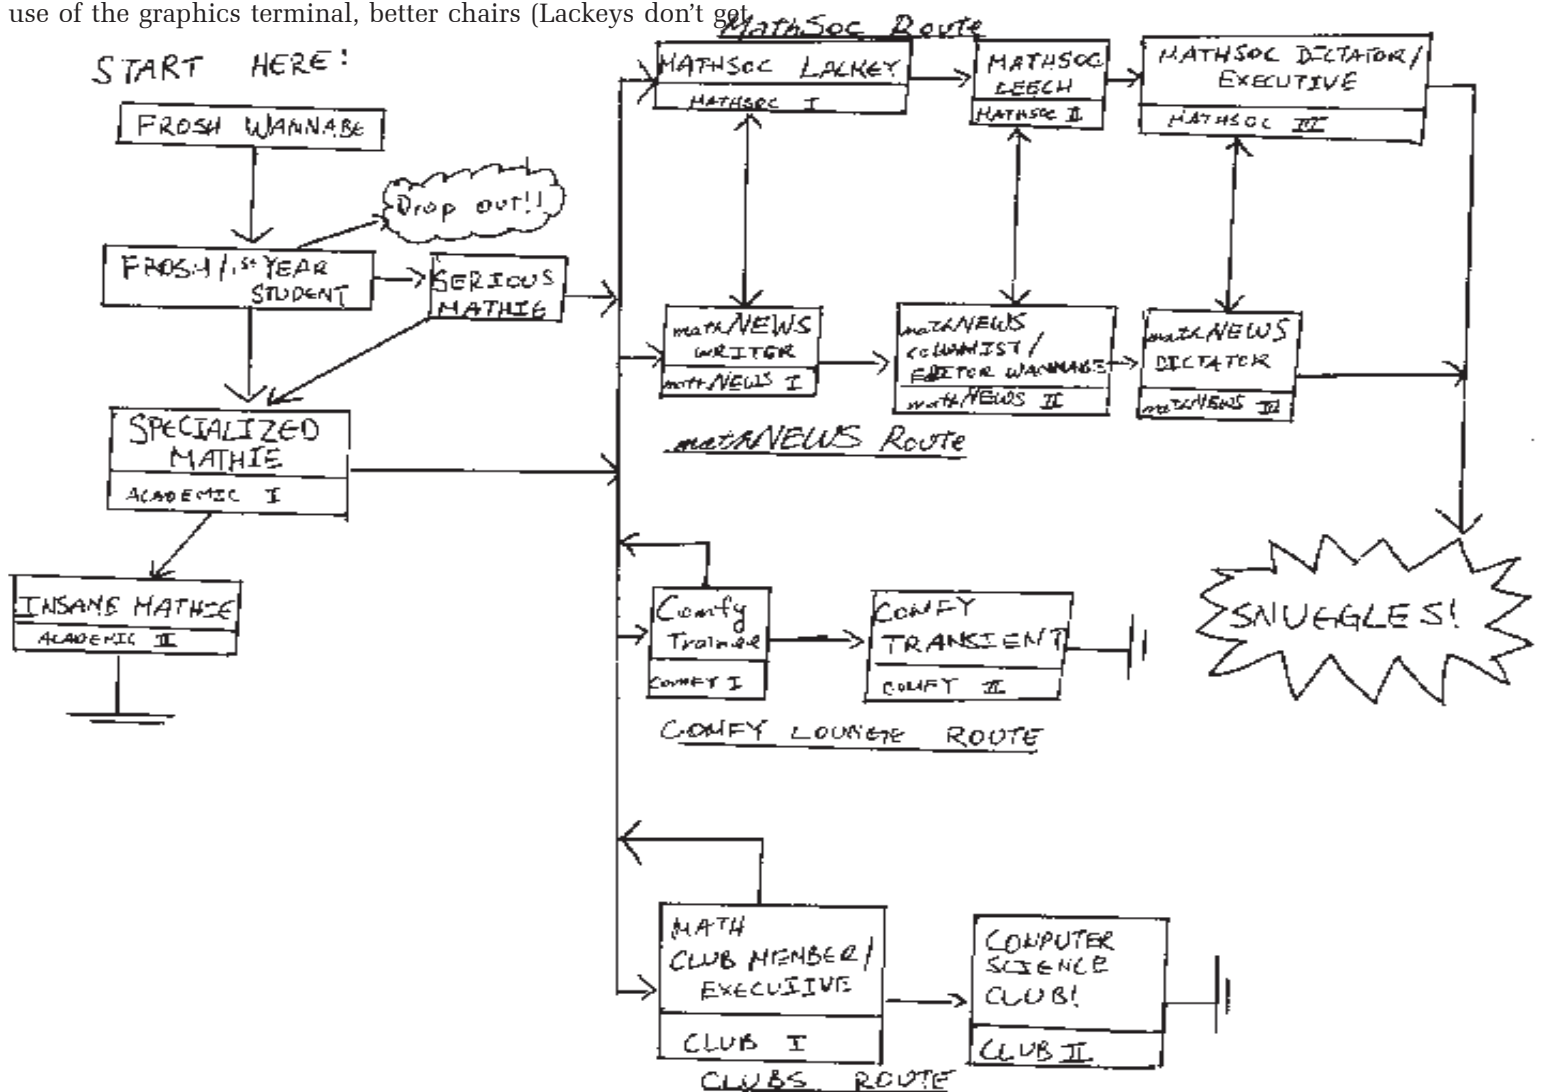 use of the graphics terminal, better chairs (Lackeys don't get
MathSoc Route
START HERE:
FROSH WANNABE
Drop out!!
FROSH/1st YEAR
STUDENT
SERIOUS
MATHIE
SPECIALIZED
MATHIE
ACADEMIC I
INSANE MATHIE
ACADEMIC II
MATHSOC LACKEY
MATHSOC I
MATHSOC
LEECH
MATHSOC II
MATHSOC DICTATOR/
EXECUTIVE
MATHSOC III
mathNEWS
WRITER
mathNEWS I
mathNEWS
COLUMNIST/
EDITOR WANNABE
mathNEWS II
mathNEWS
DICTATOR
mathNEWS III
mathNEWS Route
SNUGGLES!
Comfy
Trainee
COMFY I
COMFY
TRANSIENT
COMFY II
COMFY LOUNGE ROUTE
MATH
CLUB MEMBER/
EXECUTIVE
CLUB I
COMPUTER
SCIENCE
CLUB!
CLUB II
CLUBS ROUTE